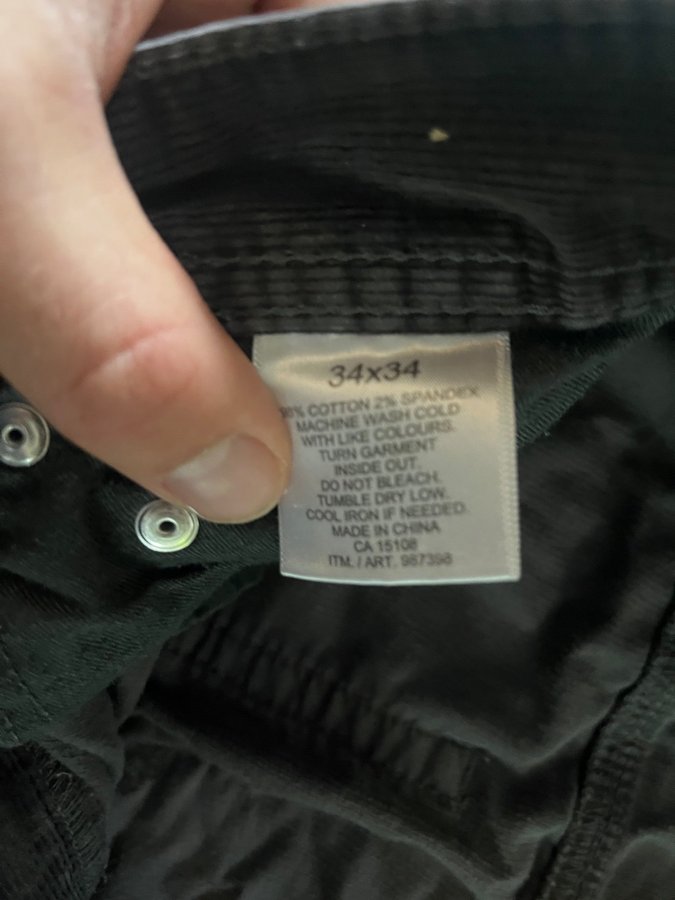 34x34
98% COTTON 2% SPANDEX
MACHINE WASH COLD
WITH LIKE COLOURS.
TURN GARMENT
INSIDE OUT.
DO NOT BLEACH.
TUMBLE DRY LOW.
COOL IRON IF NEEDED.
MADE IN CHINA
CA 15108
ITM. / ART. 987398